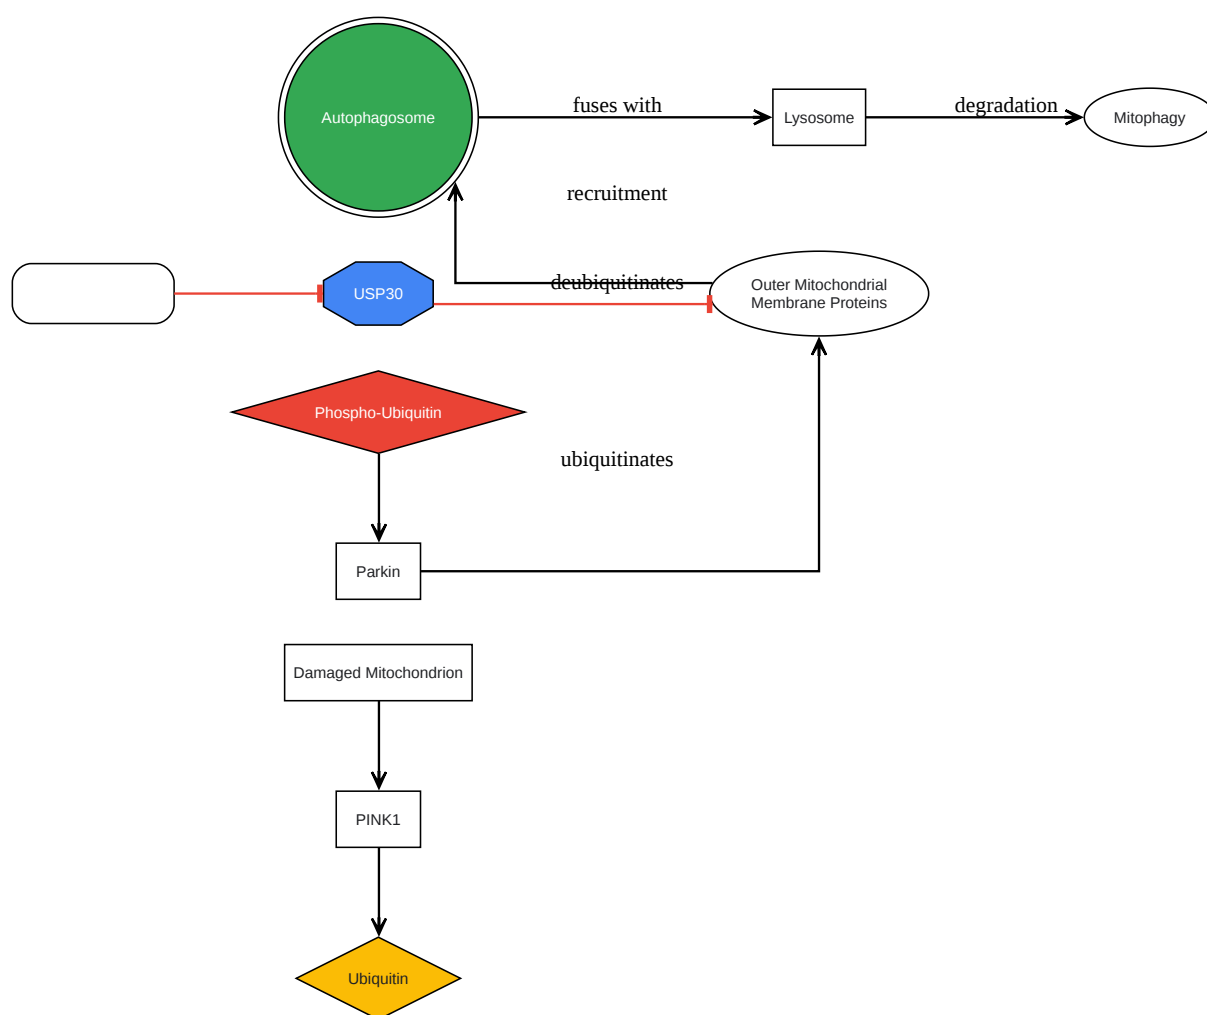 Autophagosome
fuses with
Lysosome
degradation
Mitophagy
recruitment
USP30
deubiquitinates
Outer Mitochondrial
Membrane Proteins
Phospho-Ubiquitin
ubiquitinates
Parkin
Damaged Mitochondrion
PINK1
Ubiquitin